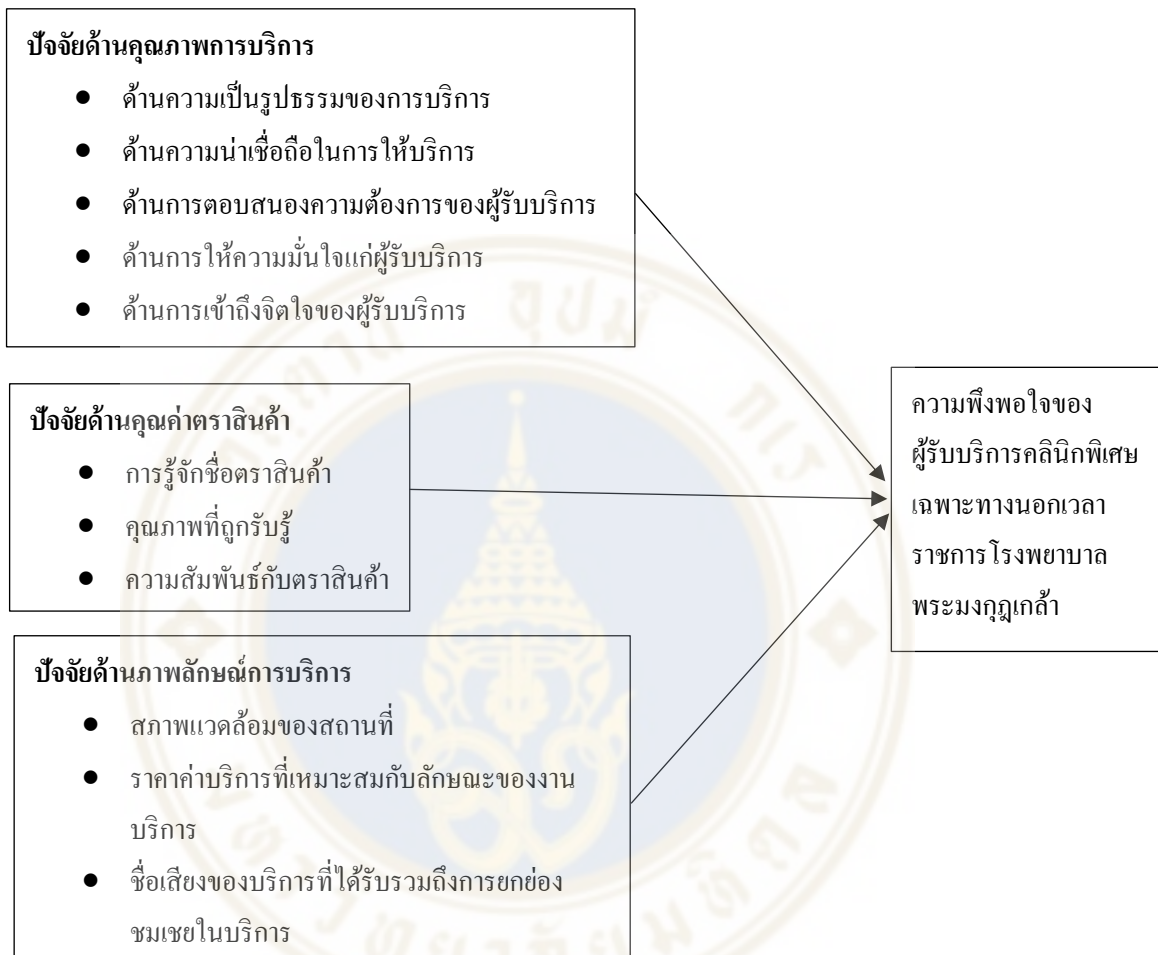 ปัจจัยด้านคุณภาพการบริการ
● ด้านความเป็นรูปธรรมของการบริการ
● ด้านความน่าเชื่อถือในการให้บริการ
● ด้านการตอบสนองความต้องการของผู้รับบริการ
● ด้านการให้ความมั่นใจแก่ผู้รับบริการ
● ด้านการเข้าถึงจิตใจของผู้รับบริการ
ปัจจัยด้านคุณค่าตราสินค้า
● การรู้จักชื่อตราสินค้า
● คุณภาพที่ถูกรับรู้
● ความสัมพันธ์กับตราสินค้า
ปัจจัยด้านภาพลักษณ์การบริการ
● สภาพแวดล้อมของสถานที่
● ราคาค่าบริการที่เหมาะสมกับลักษณะของงาน
บริการ
● ชื่อเสียงของบริการที่ได้รับรวมถึงการยกย่อง
ชมเชยในบริการ
ความพึงพอใจของ
ผู้รับบริการคลินิกพิเศษ
เฉพาะทางนอกเวลา
ราชการโรงพยาบาล
พระมงกุฎเกล้า